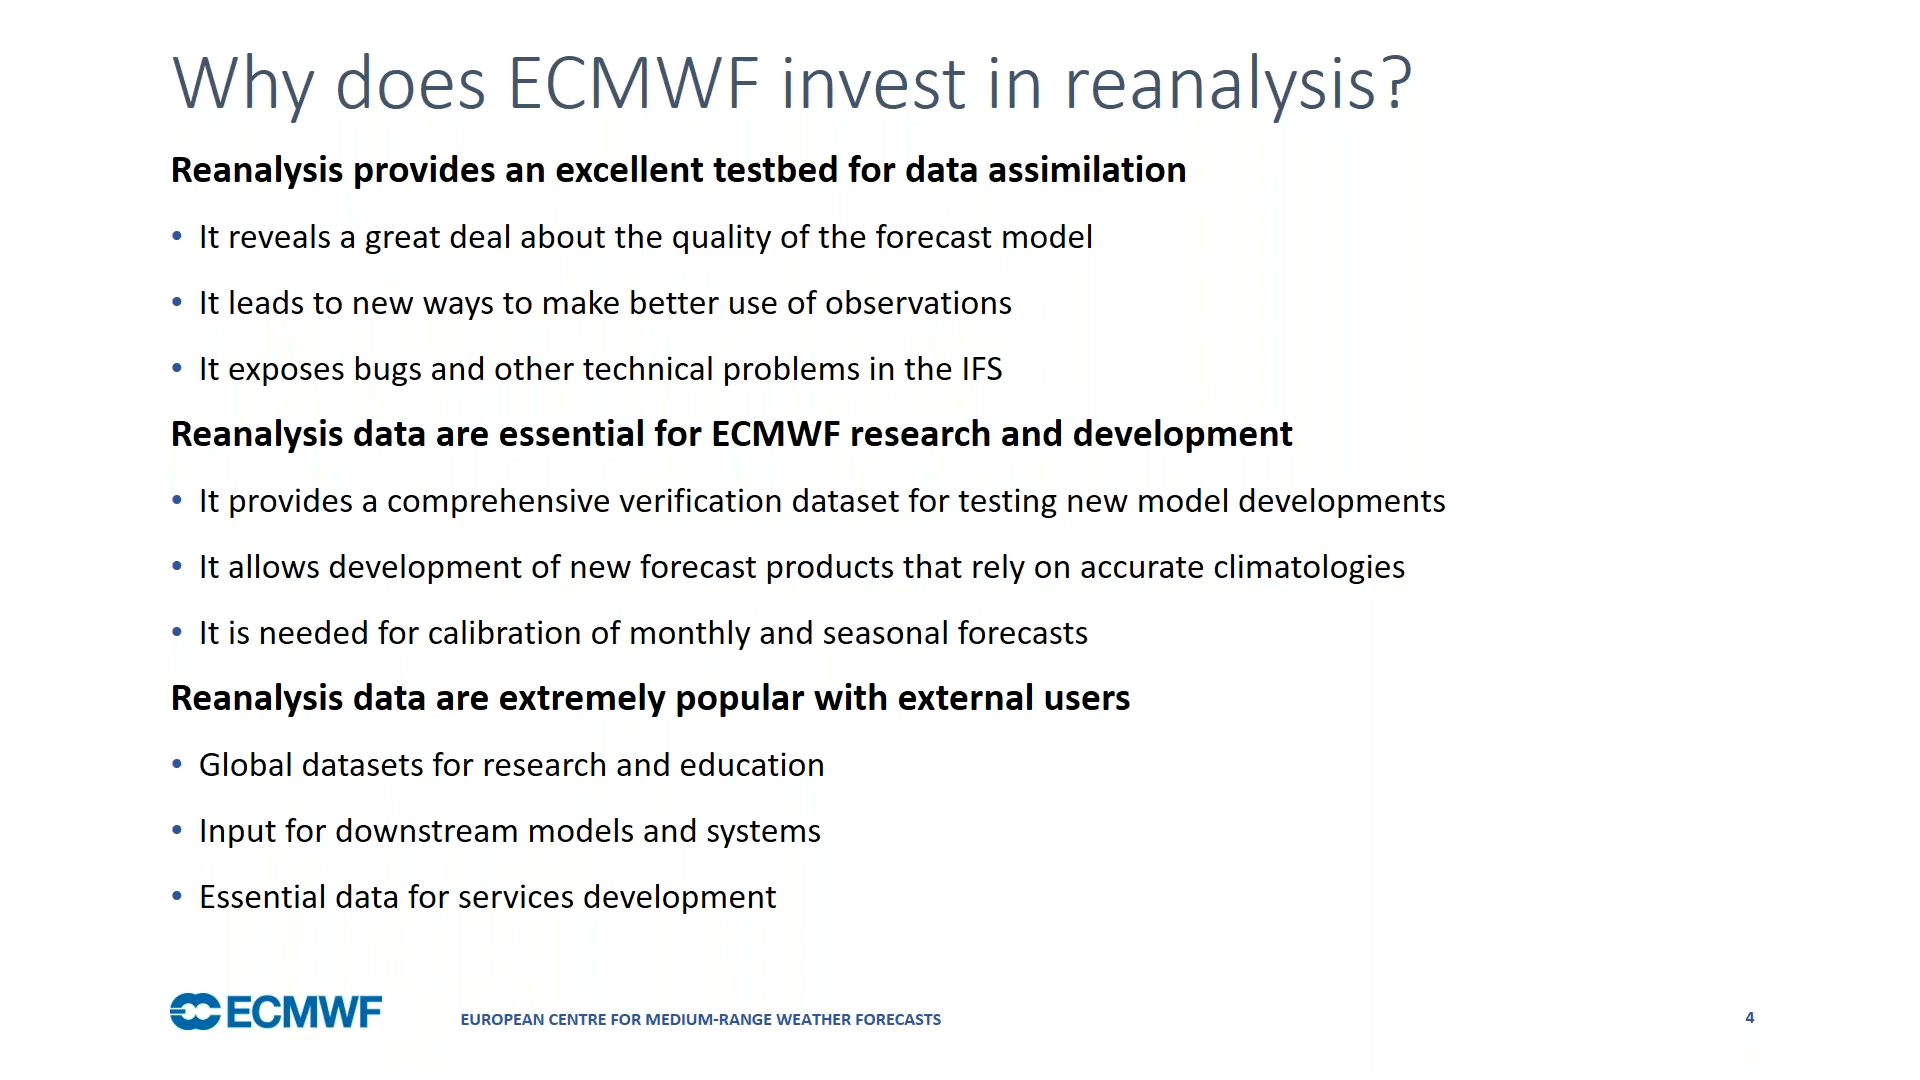 Why does ECMWF invest in reanalysis?
Reanalysis provides an excellent testbed for data assimilation
• It reveals a great deal about the quality of the forecast model
• It leads to new ways to make better use of observations
• It exposes bugs and other technical problems in the IFS
Reanalysis data are essential for ECMWF research and development
• It provides a comprehensive verification dataset for testing new model developments
• It allows development of new forecast products that rely on accurate climatologies
• It is needed for calibration of monthly and seasonal forecasts
Reanalysis data are extremely popular with external users
• Global datasets for research and education
• Input for downstream models and systems
• Essential data for services development
ECMWF
EUROPEAN CENTRE FOR MEDIUM-RANGE WEATHER FORECASTS
4